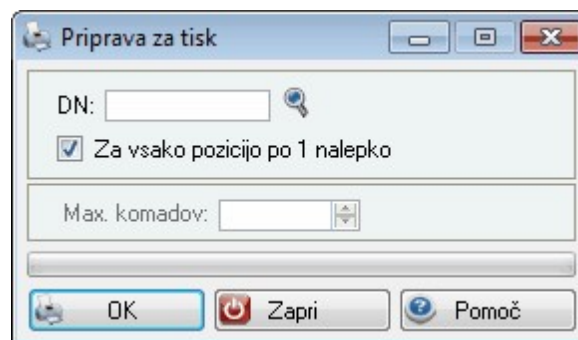 Priprava za tisk
DN:
Za vsako pozicijo po 1 nalepko
Max. komadov:
OK Zapri Pomoč